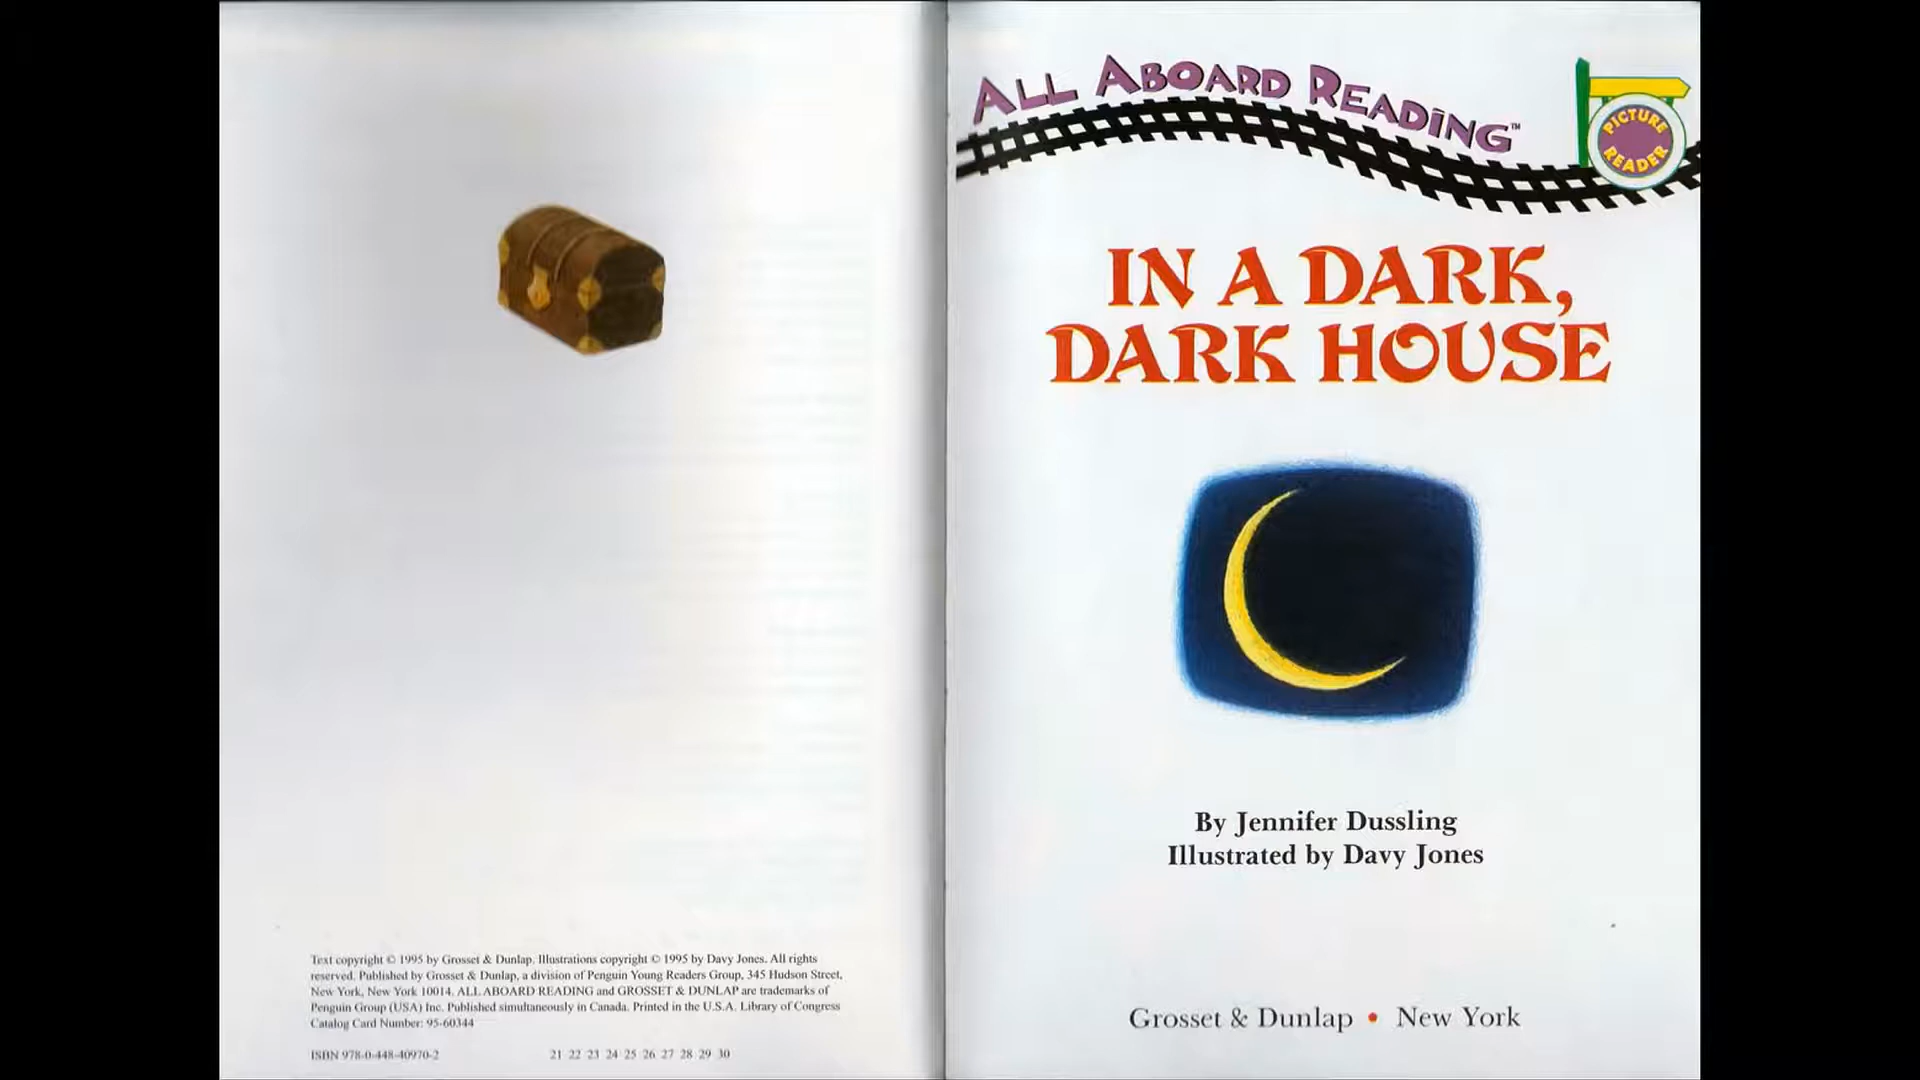 Text copyright © 1995 by Grosset & Dunlap. Illustrations copyright © 1995 by Davy Jones. All rights
reserved. Published by Grosset & Dunlap, a division of Penguin Young Readers Group, 345 Hudson Street,
New York, New York 10014. ALL ABOARD READING and GROSSET & DUNLAP are trademarks of
Penguin Group (USA) Inc. Published simultaneously in Canada. Printed in the U.S.A. Library of Congress
Catalog Card Number: 95-60344
ISBN 978-0-448-40970-2 21 22 23 24 25 26 27 28 29 30
ALL ABOARD READING™
PICTURE
READER
IN A DARK,
DARK HOUSE
By Jennifer Dussling
Illustrated by Davy Jones
Grosset & Dunlap • New York